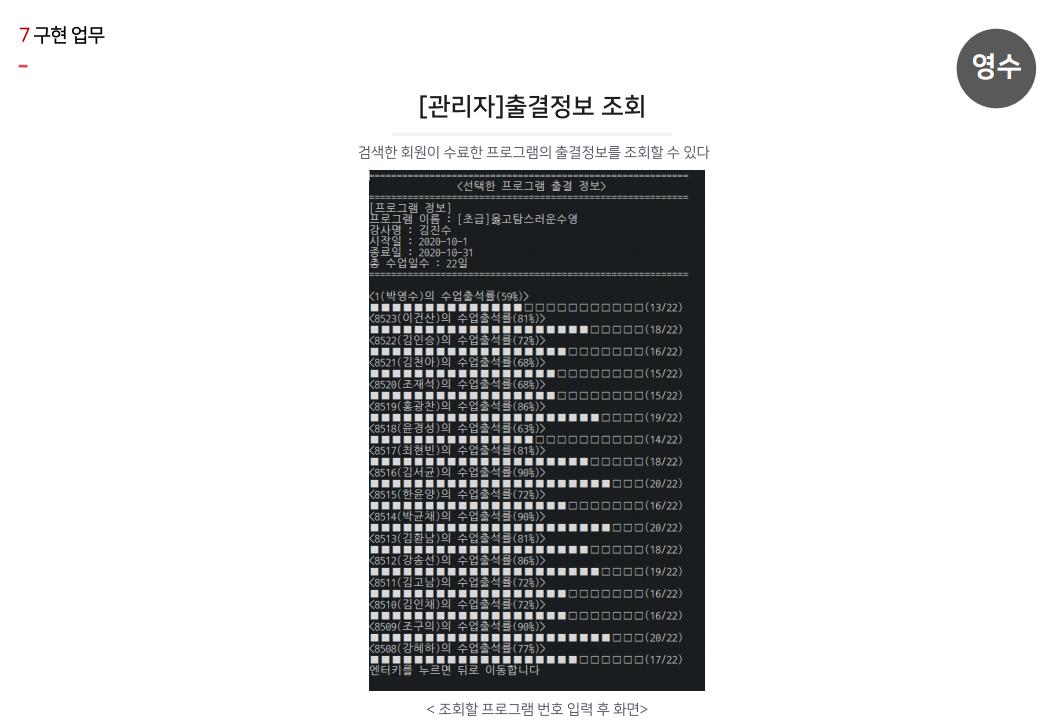 7 구현 업무
영수
[관리자]출결정보 조회
검색한 회원이 수료한 프로그램의 출결정보를 조회할 수 있다
<선택한 프로그램 출결 정보>
[프로그램 정보]
프로그램 이름 : [초급]욿고탐스러운수영
강사명 : 김진수
시작일 : 2020-10-1
종료일 : 2020-10-31
총 수업일수 : 22일
<1(박영수)의 수업출석률(59%)>
■■■■■■■■■■■■■■□□□□□□□□□□□(13/22)
<8523(이건산)의 수업출석률(81%)>
■■■■■■■■■■■■■■■■■■■■□□□□□(18/22)
<8522(김인승)의 수업출석률(72%)>
■■■■■■■■■■■■■■■■■■□□□□□□□(16/22)
<8521(김천아)의 수업출석률(68%)>
■■■■■■■■■■■■■■■■■□□□□□□□□(15/22)
<8520(조재석)의 수업출석률(68%)>
■■■■■■■■■■■■■■■■■□□□□□□□□(15/22)
<8519(홍광찬)의 수업출석률(86%)>
■■■■■■■■■■■■■■■■■■■■■□□□□(19/22)
<8518(윤경성)의 수업출석률(63%)>
■■■■■■■■■■■■■■■□□□□□□□□□□(14/22)
<8517(최현빈)의 수업출석률(81%)>
■■■■■■■■■■■■■■■■■■■■□□□□□(18/22)
<8516(김서균)의 수업출석률(90%)>
■■■■■■■■■■■■■■■■■■■■■■□□□(20/22)
<8515(한윤양)의 수업출석률(72%)>
■■■■■■■■■■■■■■■■■■□□□□□□□(16/22)
<8514(박균채)의 수업출석률(90%)>
■■■■■■■■■■■■■■■■■■■■■■□□□(20/22)
<8513(김환남)의 수업출석률(81%)>
■■■■■■■■■■■■■■■■■■■■□□□□□(18/22)
<8512(강송선)의 수업출석률(86%)>
■■■■■■■■■■■■■■■■■■■■■□□□□(19/22)
<8511(김고남)의 수업출석률(72%)>
■■■■■■■■■■■■■■■■■■□□□□□□□(16/22)
<8510(김인채)의 수업출석률(72%)>
■■■■■■■■■■■■■■■■■■□□□□□□□(16/22)
<8509(조구의)의 수업출석률(90%)>
■■■■■■■■■■■■■■■■■■■■■■□□□(20/22)
<8508(강혜하)의 수업출석률(77%)>
■■■■■■■■■■■■■■■■■■■□□□□□□(17/22)
엔터키를 누르면 뒤로 이동합니다
< 조회할 프로그램 번호 입력 후 화면>